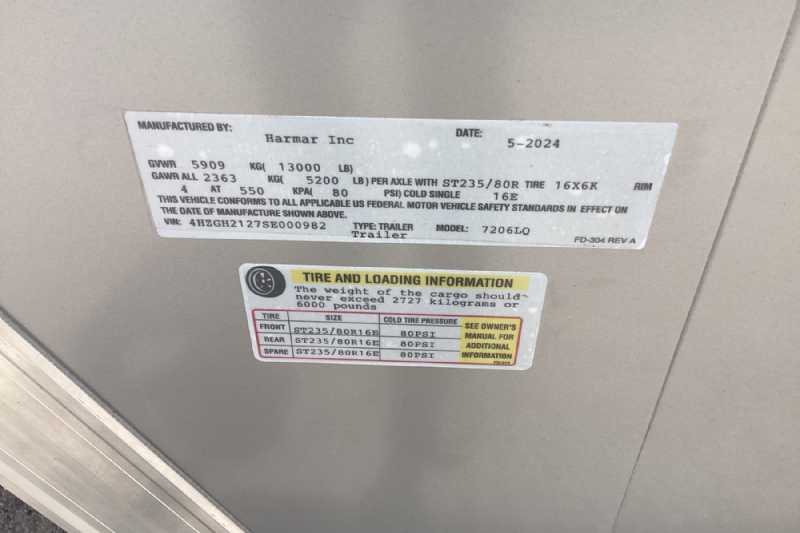 MANUFACTURED BY: Harmar Inc DATE: 5-2024
GVWR 5909 KG( 13000 LB)
GAWR ALL 2363 KG( 5200 LB) PER AXLE WITH ST235/80R TIRE 16X6K RIM
4 AT 550 KPA( 80 PSI) COLD SINGLE 16E
THIS VEHICLE CONFORMS TO ALL APPLICABLE US FEDERAL MOTOR VEHICLE SAFETY STANDARDS IN EFFECT ON
THE DATE OF MANUFACTURE SHOWN ABOVE.
VIN: 4HZGH2127SE000982 TYPE: TRAILER MODEL: 7206LQ
Trailer
FD-304 REV A
TIRE AND LOADING INFORMATION
The weight of the cargo should
never exceed 2727 kilograms or
6000 pounds
TIRE SIZE COLD TIRE PRESSURE
FRONT ST235/80R16E 80PSI
REAR ST235/80R16E 80PSI
SPARE ST235/80R16E 80PSI
SEE OWNER'S
MANUAL FOR
ADDITIONAL
INFORMATION